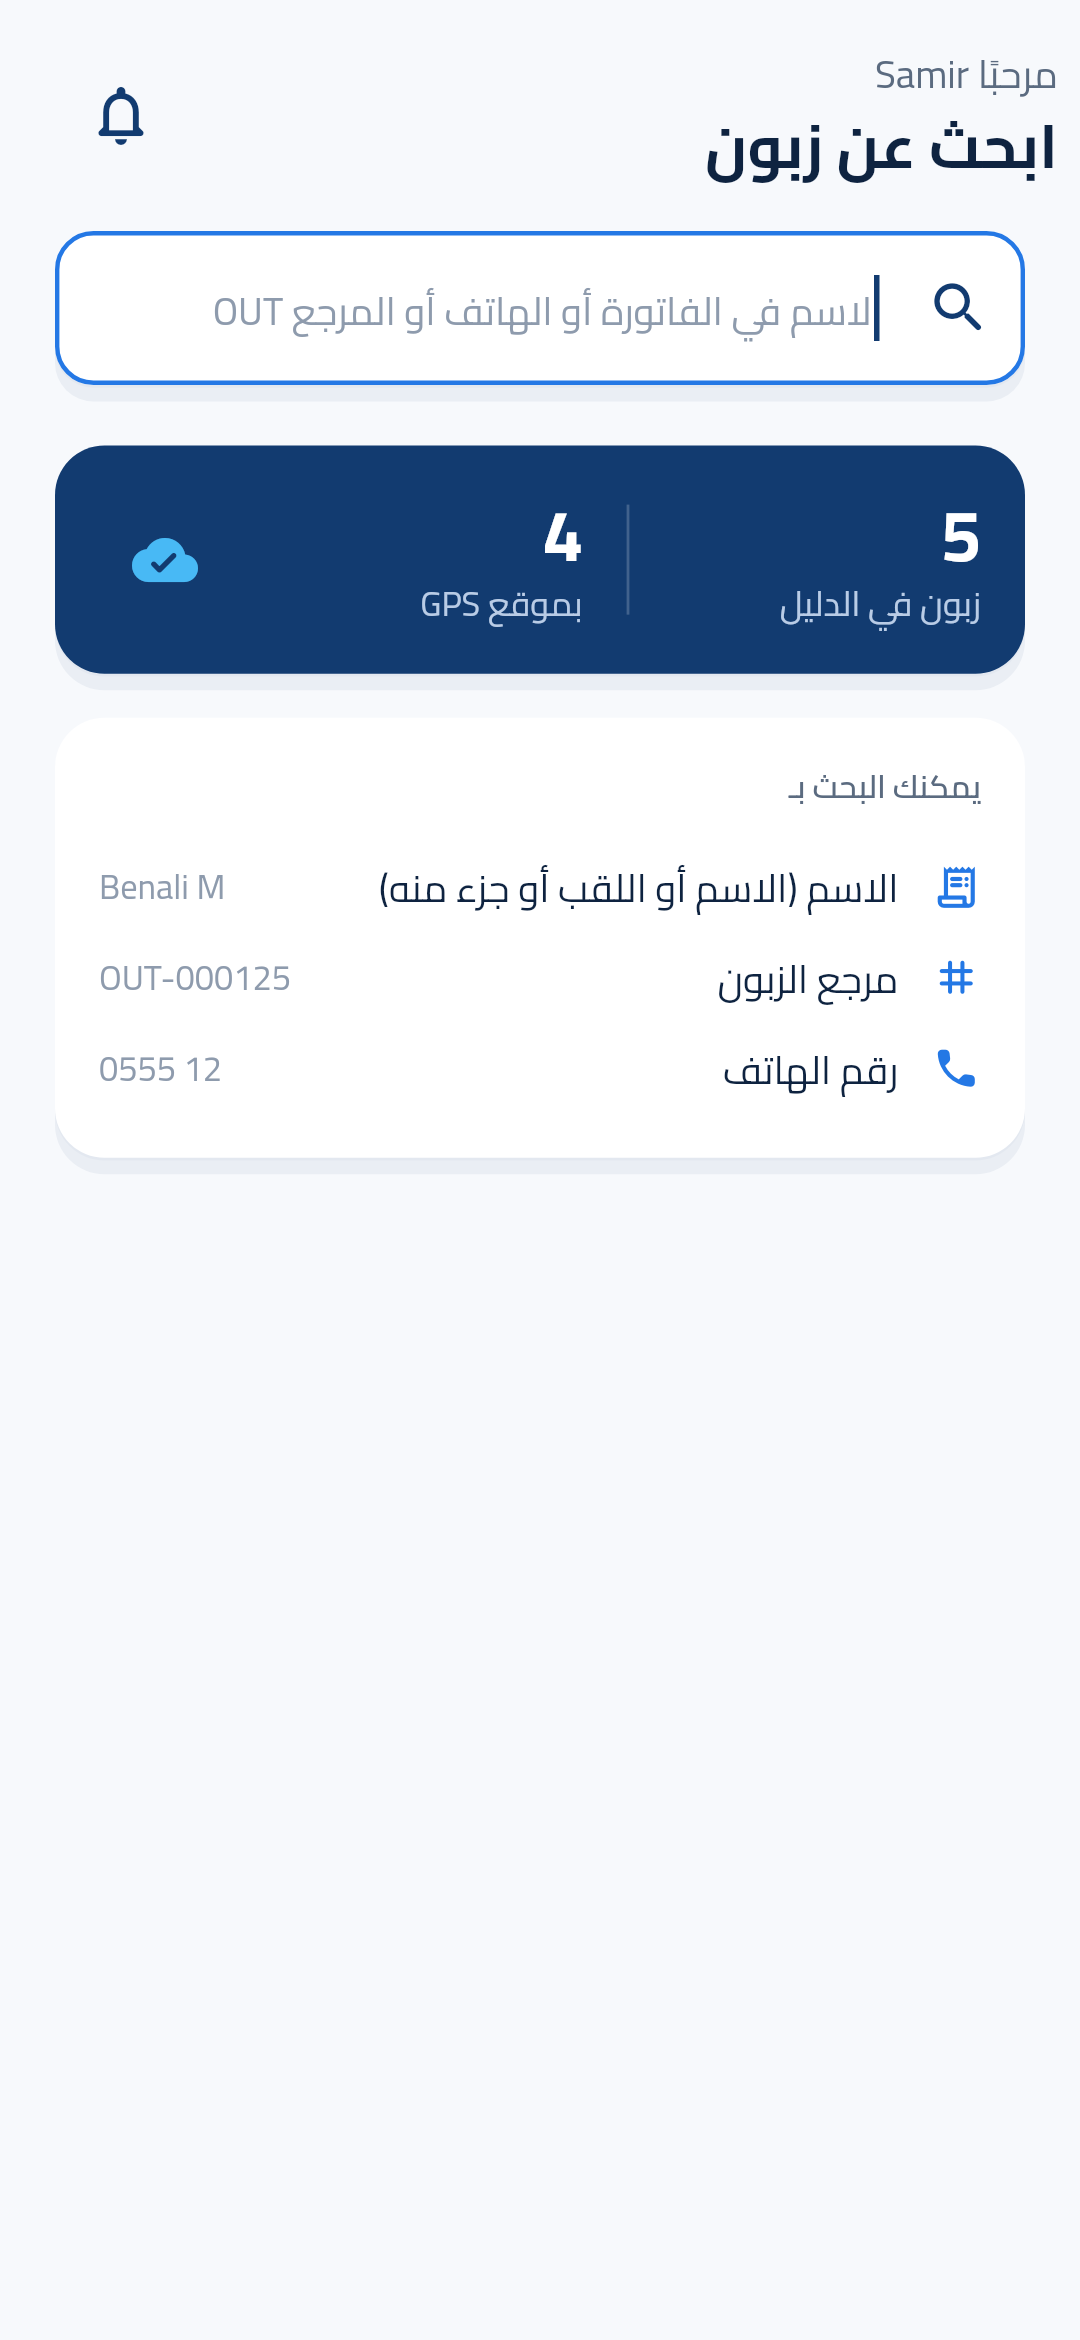 مرحبًا Samir
ابحث عن زبون
لاسم في الفاتورة أو الهاتف أو المرجع OUT
5
زبون في الدليل
4
بموقع GPS
يمكنك البحث بـ
الاسم (الاسم أو اللقب أو جزء منه)
Benali M
مرجع الزبون
OUT-000125
رقم الهاتف
0555 12